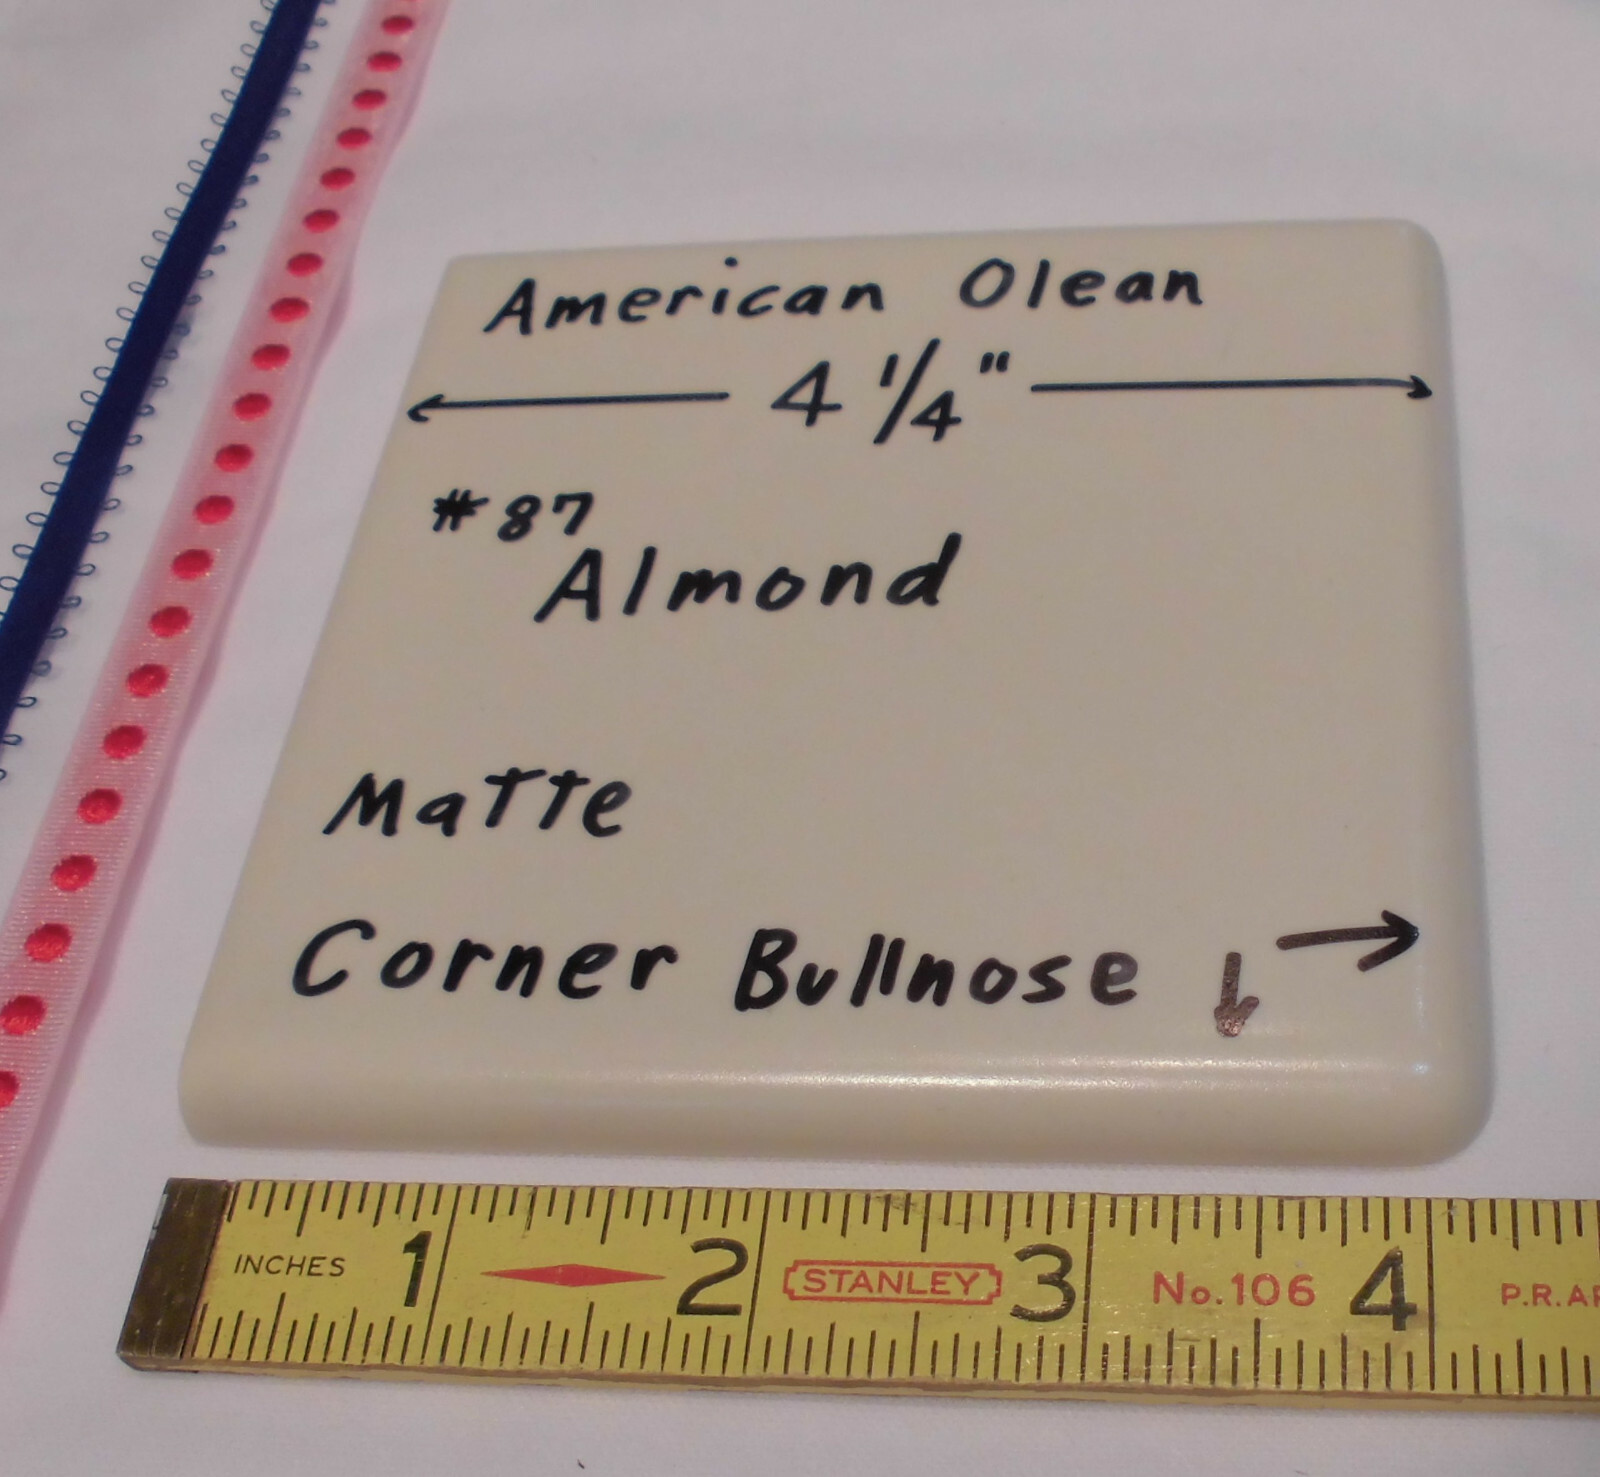 American Olean
4 1/4"
#87
Almond
Matte
Corner Bullnose
INCHES 1 2 STANLEY 3 No.106 4